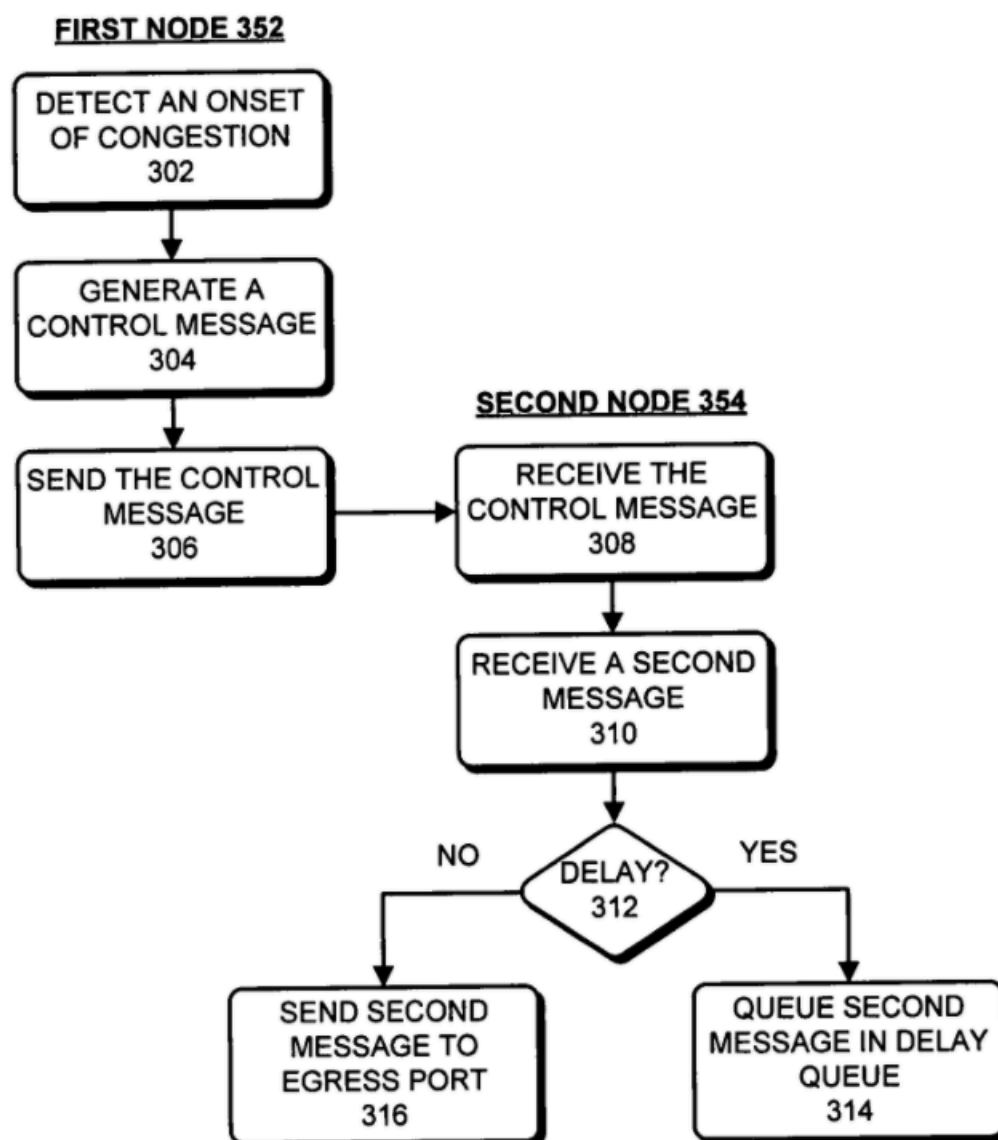 FIRST NODE 352
DETECT AN ONSET
OF CONGESTION
302
GENERATE A
CONTROL MESSAGE
304
SEND THE CONTROL
MESSAGE
306
SECOND NODE 354
RECEIVE THE
CONTROL MESSAGE
308
RECEIVE A SECOND
MESSAGE
310
DELAY?
312
NO
YES
SEND SECOND
MESSAGE TO
EGRESS PORT
316
QUEUE SECOND
MESSAGE IN DELAY
QUEUE
314